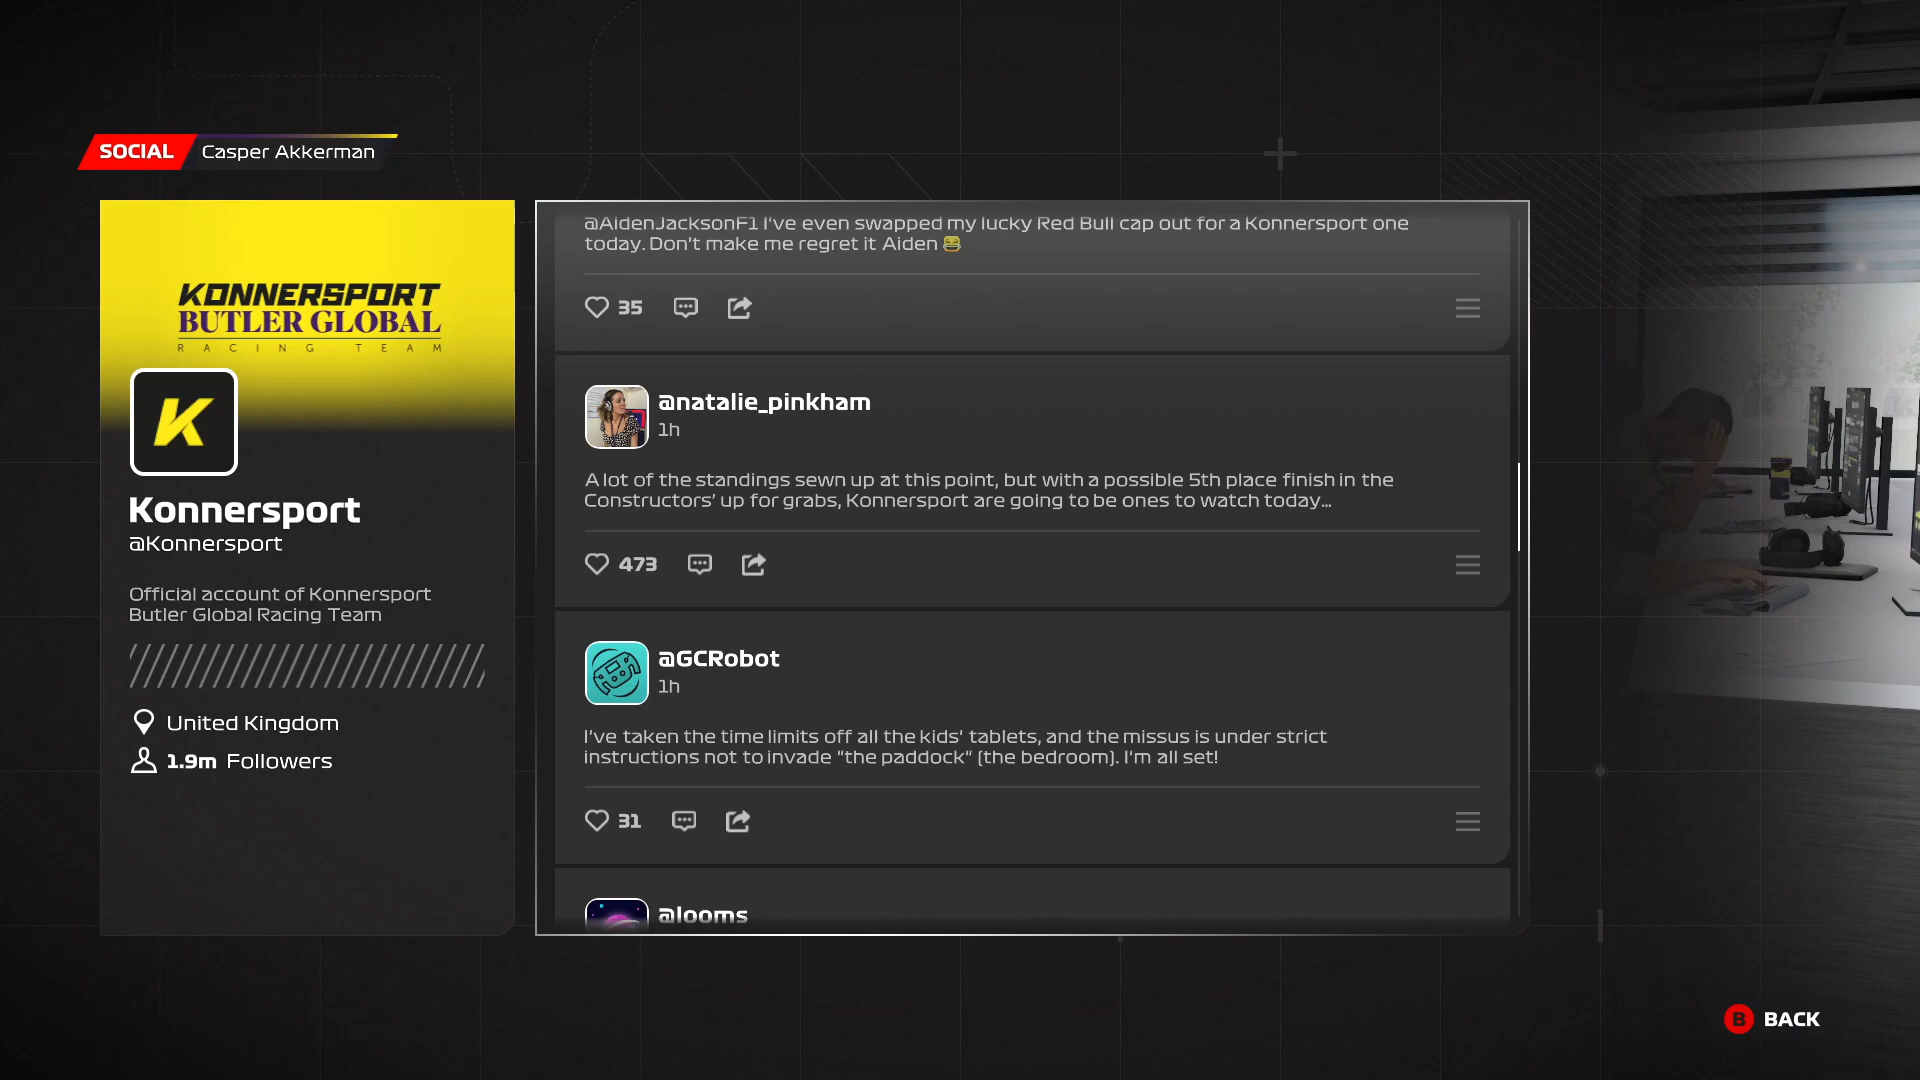 SOCIAL Casper Akkerman
KONNERSPORT
BUTLER GLOBAL
RACING TEAM
K
Konnersport
@Konnersport
Official account of Konnersport
Butler Global Racing Team
United Kingdom
1.9m Followers
@AidenJacksonF1 I've even swapped my lucky Red Bull cap out for a Konnersport one
today. Don't make me regret it Aiden 😂
35
@natalie_pinkham
1h
A lot of the standings sewn up at this point, but with a possible 5th place finish in the
Constructors' up for grabs, Konnersport are going to be ones to watch today...
473
@GCRobot
1h
I've taken the time limits off all the kids' tablets, and the missus is under strict
instructions not to invade "the paddock" (the bedroom). I'm all set!
31
@looms
B BACK